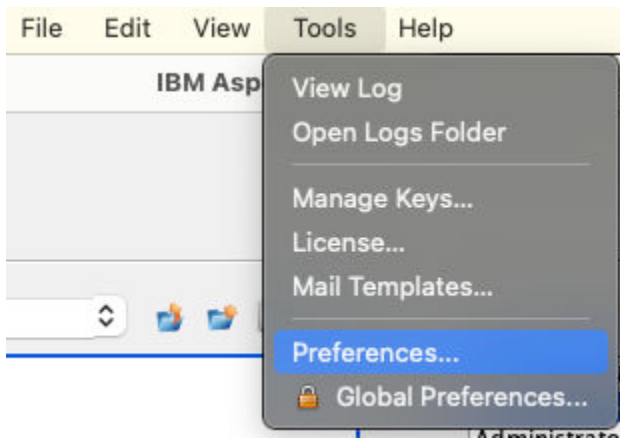 File Edit View Tools Help
IBM Asp
View Log
Open Logs Folder
Manage Keys...
License...
Mail Templates...
Preferences...
Global Preferences...
Administrato